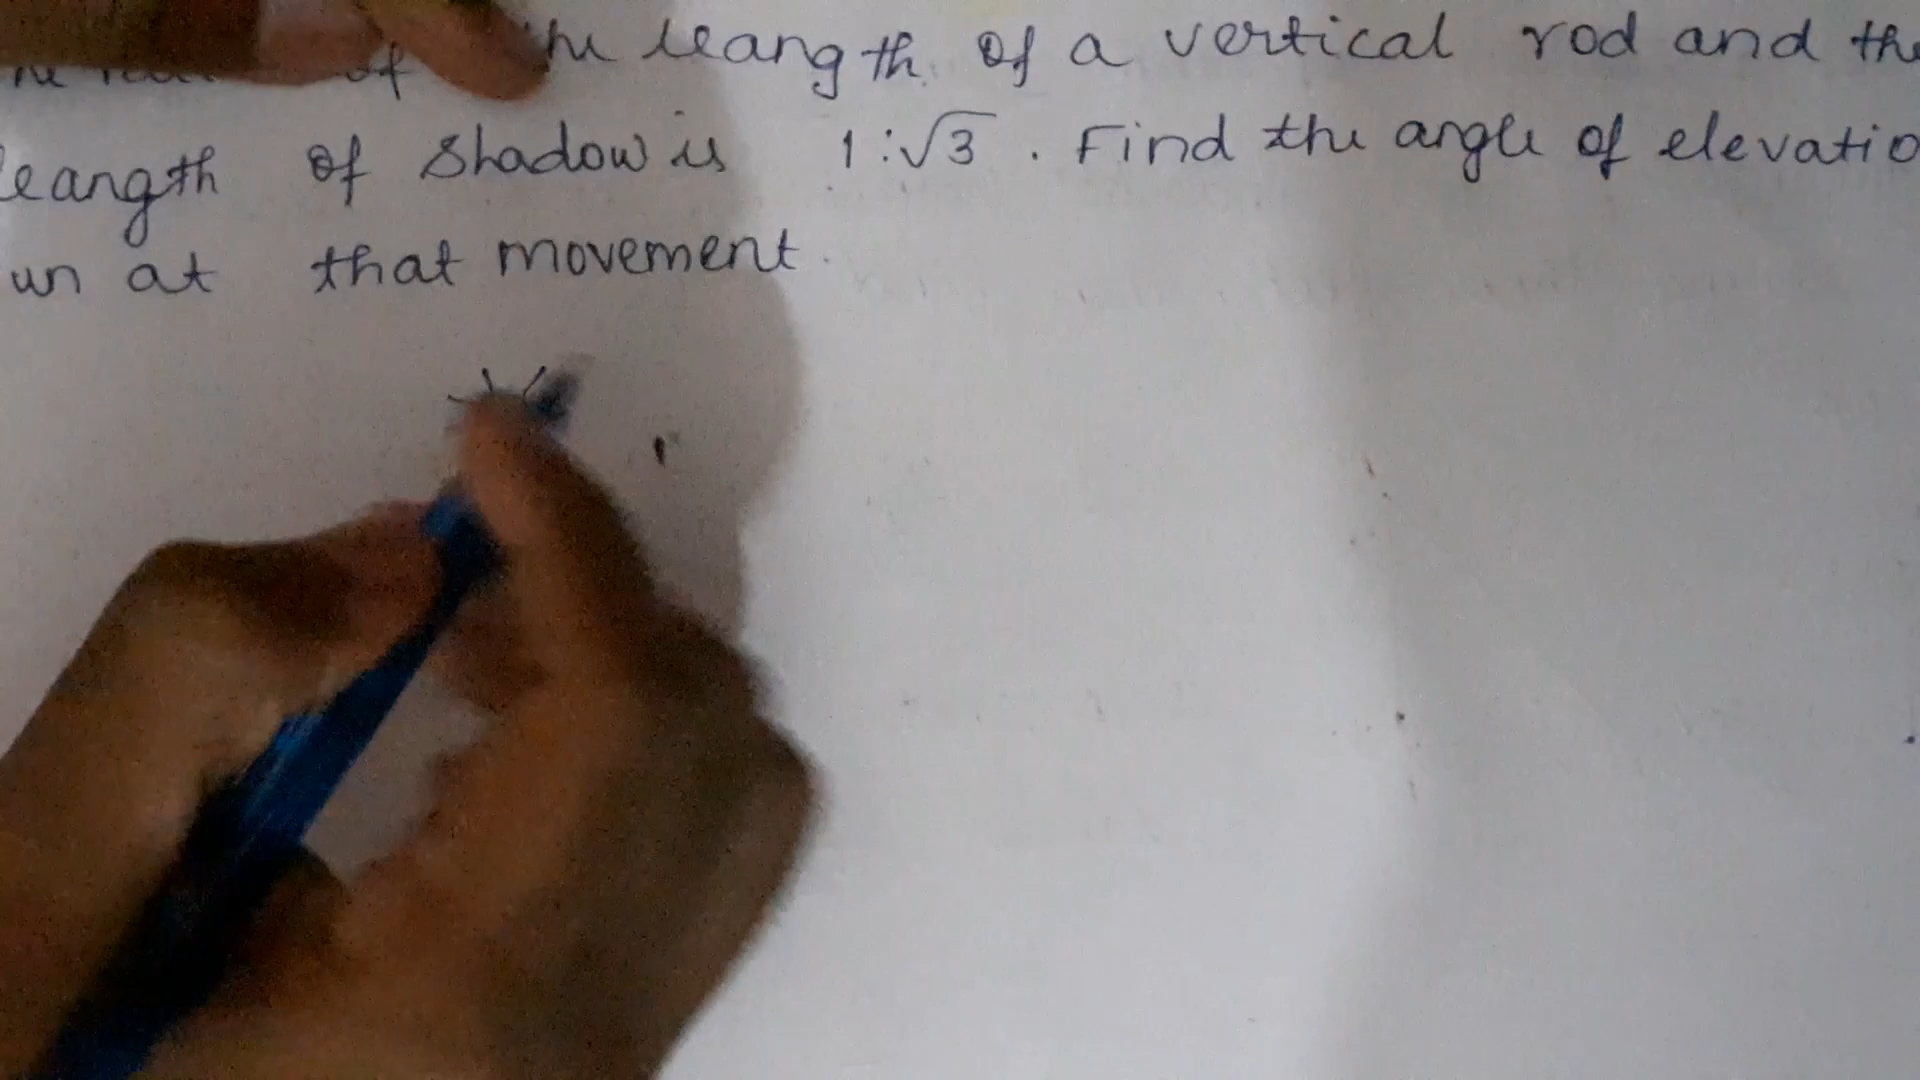 of the leangth of a vertical rod and the
leangth of shadow is 1:√3. Find the angle of elevatio
un at that movement.